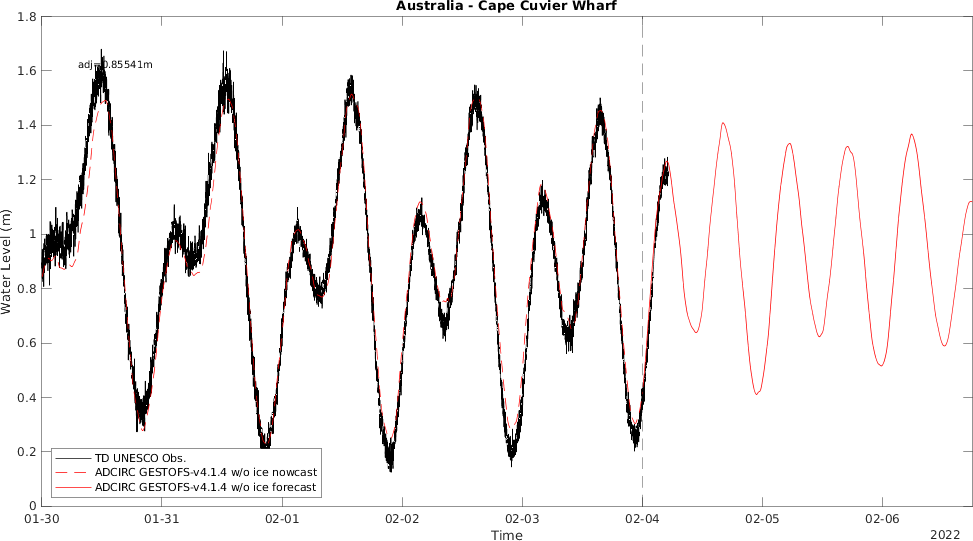 Australia - Cape Cuvier Wharf
1.8
1.6
1.4
1.2
1
0.8
0.6
0.4
0.2
0
Water Level (m)
adj=0.85541m
TD UNESCO Obs.
ADCIRC GESTOFS-v4.1.4 w/o ice nowcast
ADCIRC GESTOFS-v4.1.4 w/o ice forecast
01-30 01-31 02-01 02-02 02-03 02-04 02-05 02-06
Time
2022